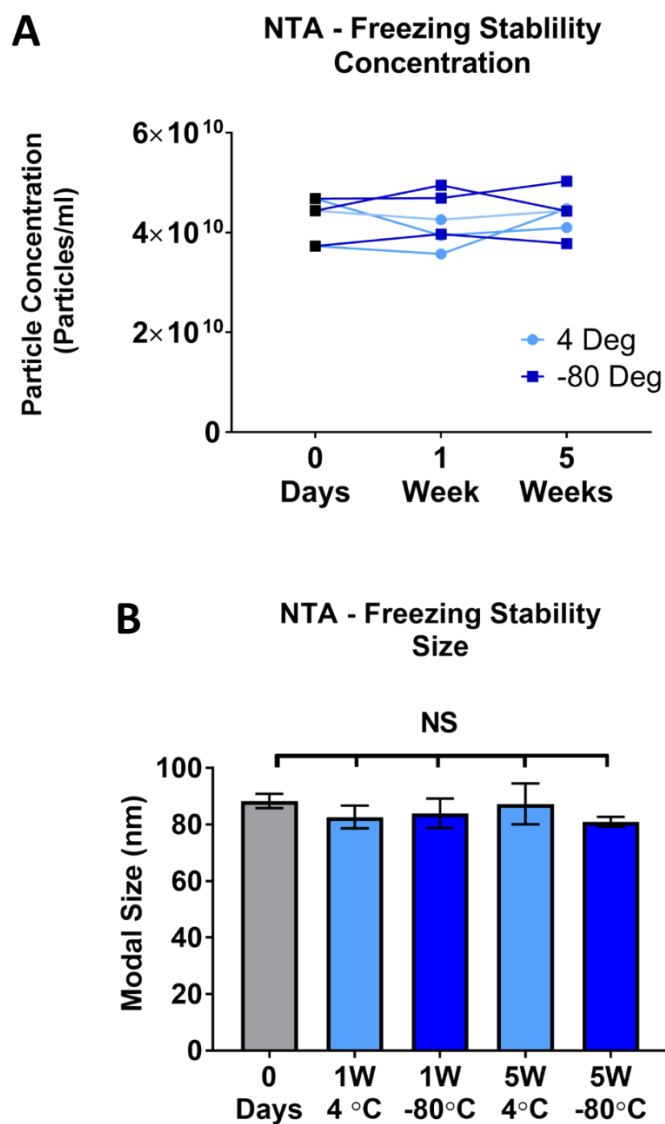 A
NTA - Freezing Stablility
Concentration
Particle Concentration
(Particles/ml)
6× 10¹⁰
4× 10¹⁰
2× 10¹⁰
0
4 Deg
-80 Deg
0 1 5
Days Week Weeks
B
NTA - Freezing Stability
Size
NS
Modal Size (nm)
100
80
60
40
20
0
0 1W 1W 5W 5W
Days 4 °C -80°C 4°C -80°C